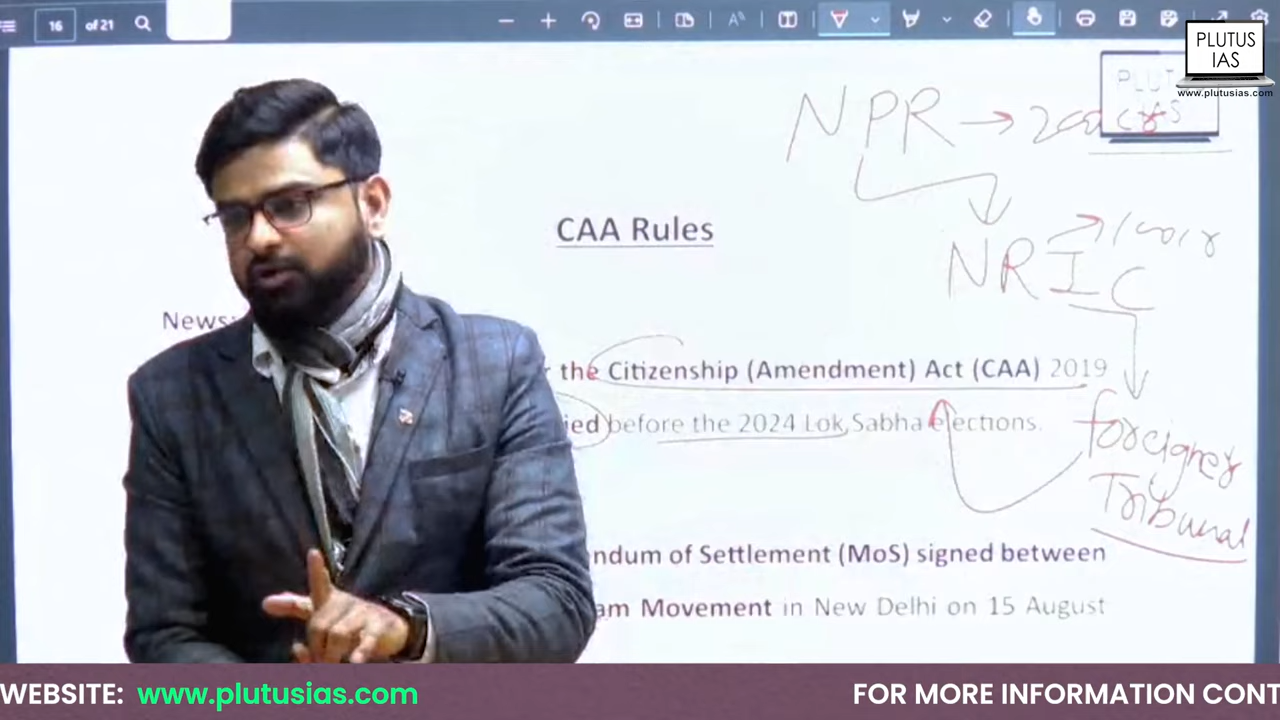 16 of 21
PLUTUS
IAS
www.plutusias.com
NPR →
CAA Rules
NRIC
News:
the Citizenship (Amendment) Act (CAA) 2019
ied before the 2024 Lok Sabha elections.
foreigner
Tribunal
ndum of Settlement (MoS) signed between
am Movement in New Delhi on 15 August
WEBSITE: www.plutusias.com FOR MORE INFORMATION CONT